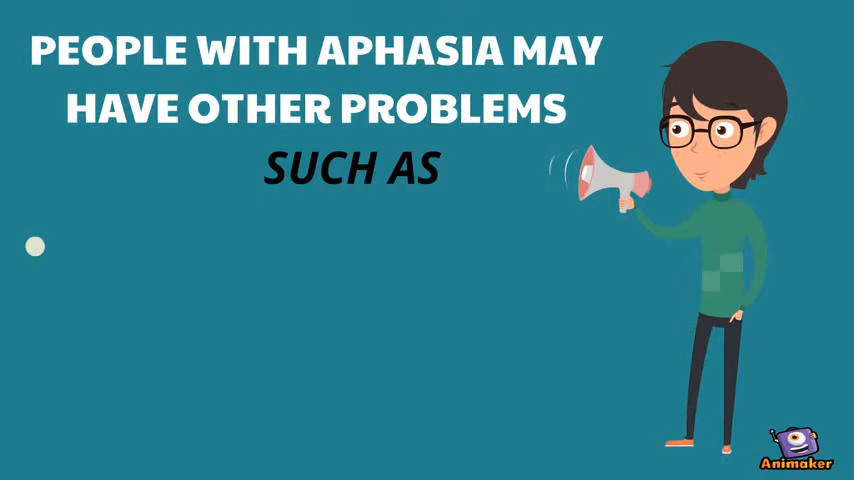 PEOPLE WITH APHASIA MAY
HAVE OTHER PROBLEMS
SUCH AS
Animaker